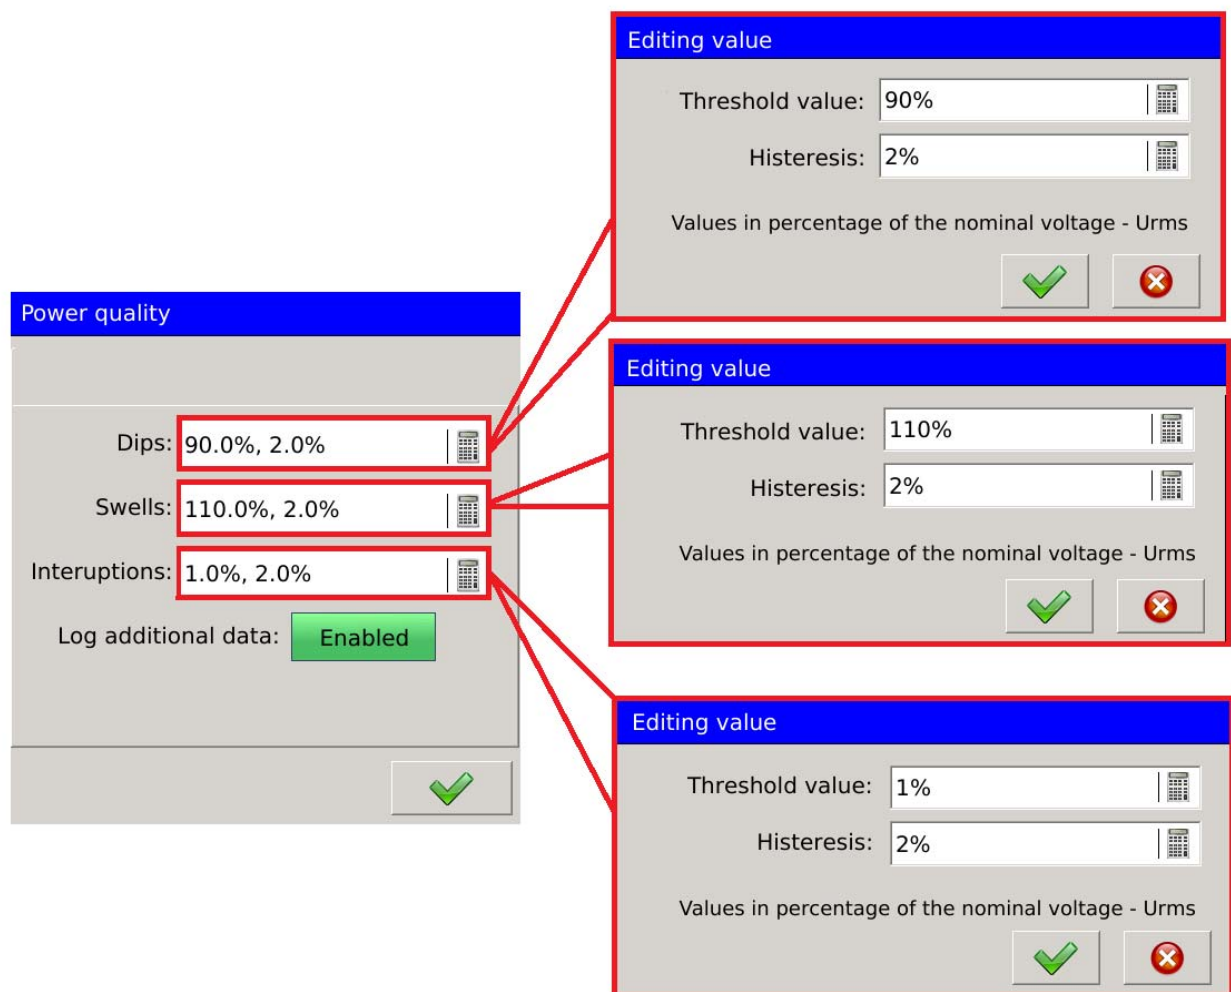 Power quality
Dips: 90.0%, 2.0%
Swells: 110.0%, 2.0%
Interuptions: 1.0%, 2.0%
Log additional data: Enabled
Editing value
Threshold value: 90%
Histeresis: 2%
Values in percentage of the nominal voltage - Urms
Editing value
Threshold value: 110%
Histeresis: 2%
Values in percentage of the nominal voltage - Urms
Editing value
Threshold value: 1%
Histeresis: 2%
Values in percentage of the nominal voltage - Urms